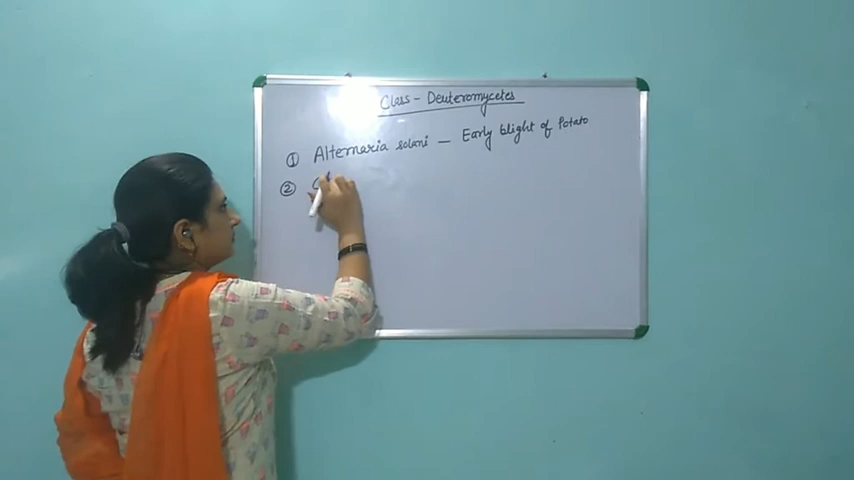 Class - Deuteromycetes
① Alternaria solani — Early blight of Potato
②